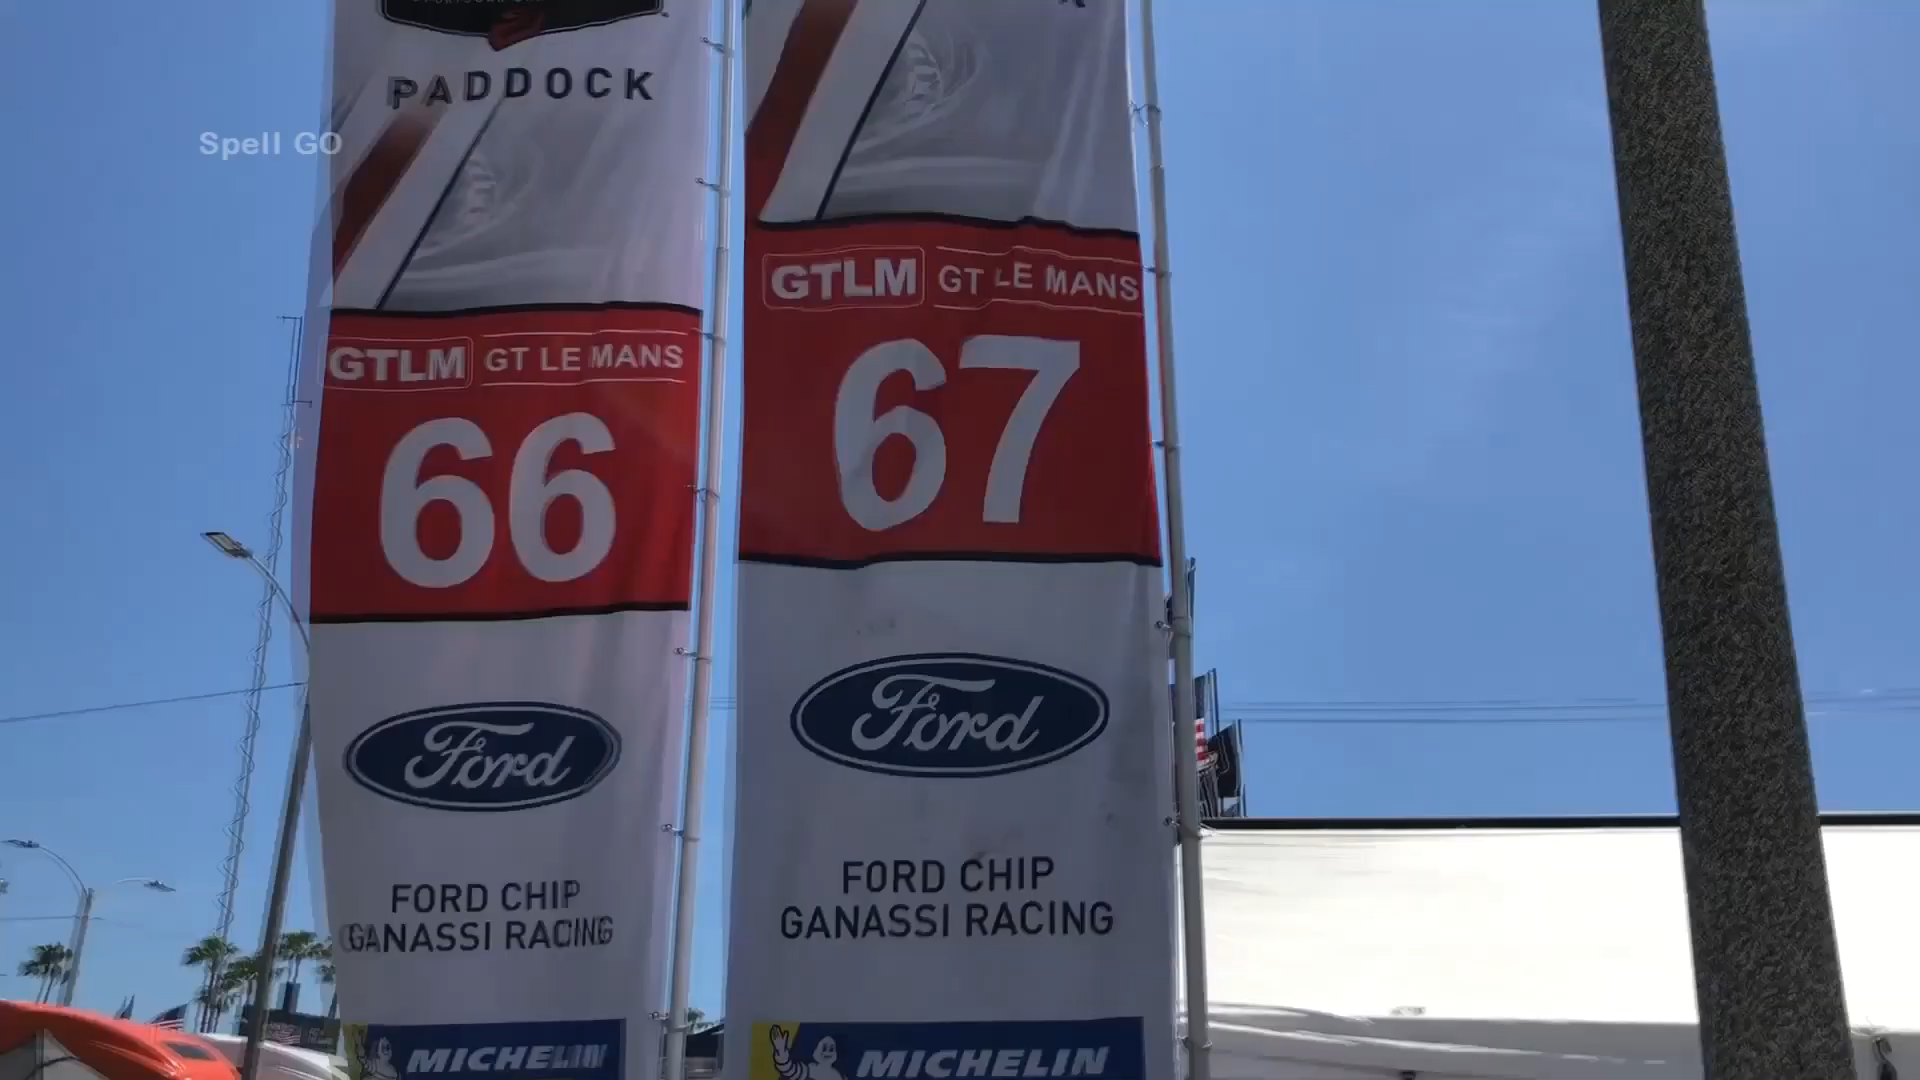 PADDOCK
Spell GO
GTLM GT LE MANS
66
Ford
FORD CHIP
GANASSI RACING
MICHELIN
GTLM GT LE MANS
67
Ford
FORD CHIP
GANASSI RACING
MICHELIN